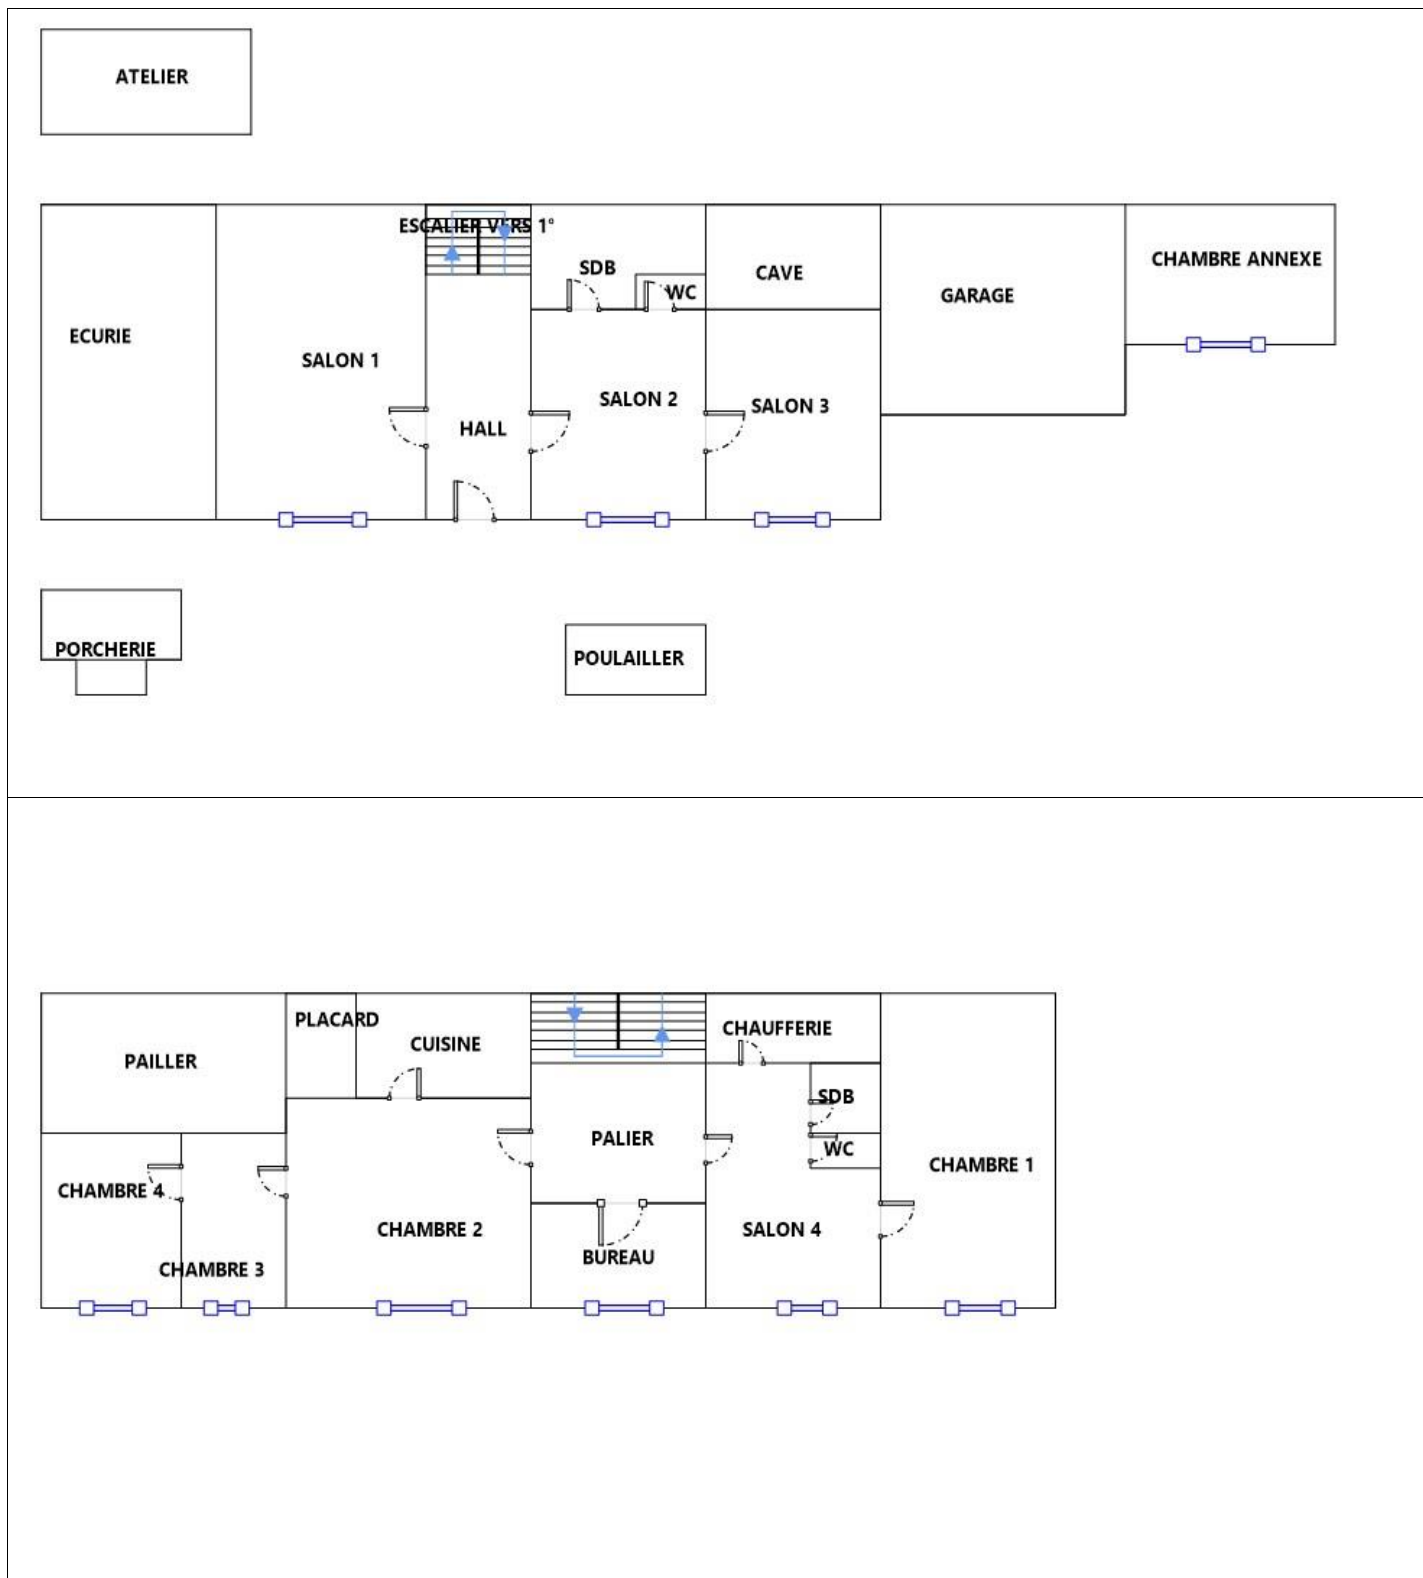 ATELIER
ESCALIER VERS 1°
SDB
WC
CAVE
CHAMBRE ANNEXE
GARAGE
ECURIE
SALON 1
SALON 2
SALON 3
HALL
PORCHERIE
POULAILLER
PLACARD
CHAUFFERIE
CUISINE
PAILLER
SDB
PALIER
WC
CHAMBRE 1
CHAMBRE 4
CHAMBRE 2
SALON 4
BUREAU
CHAMBRE 3